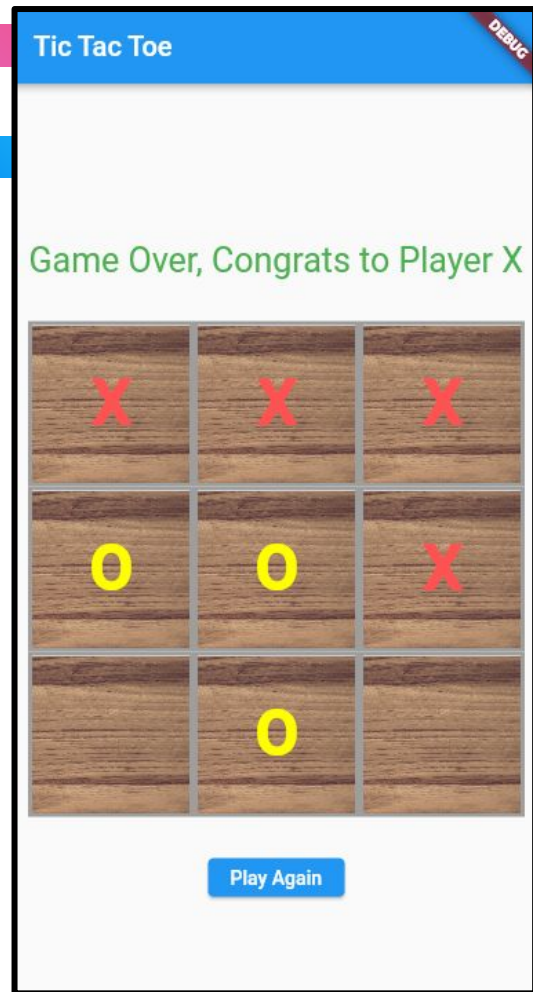 Tic Tac Toe
DEBUG
Game Over, Congrats to Player X
X X X
O O X
O
Play Again